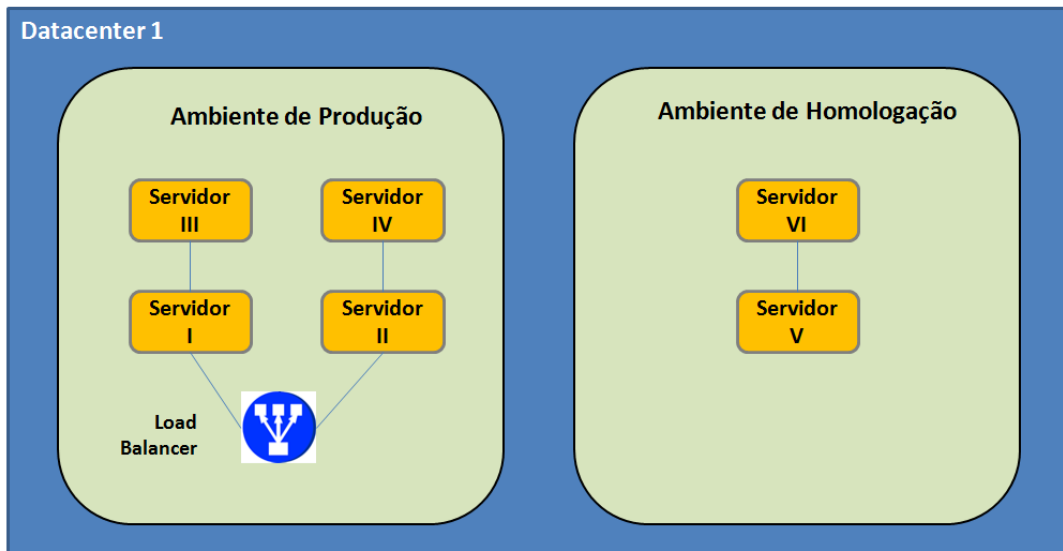 Datacenter 1
Ambiente de Produção
Servidor
III
Servidor
IV
Servidor
I
Servidor
II
Load
Balancer
Ambiente de Homologação
Servidor
VI
Servidor
V